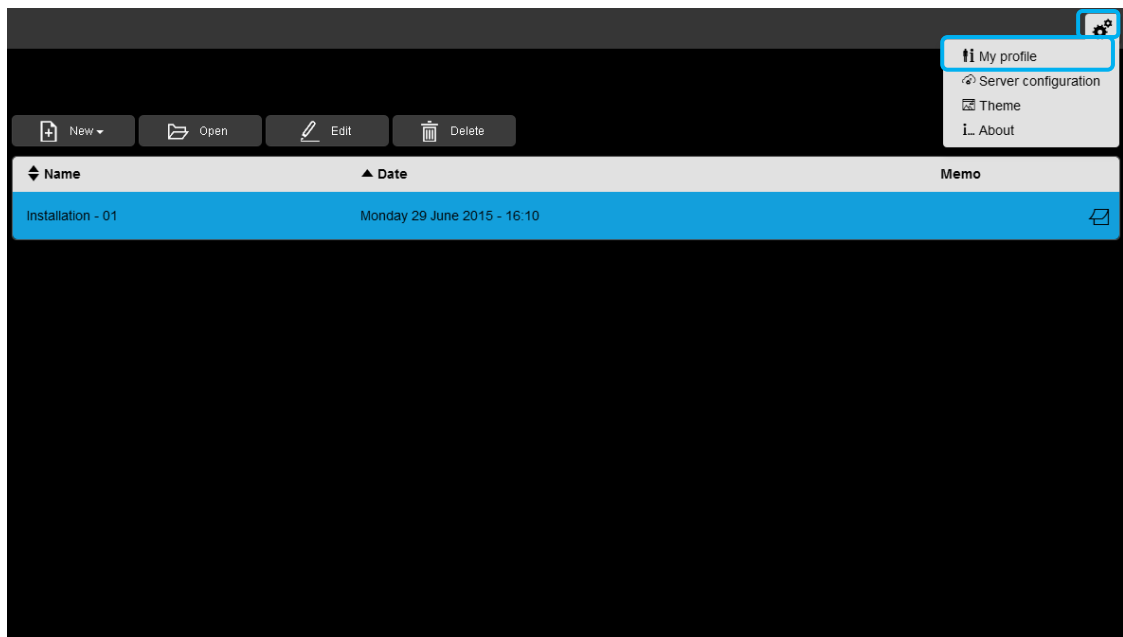 My profile
Server configuration
Theme
i... About
New Open Edit Delete
Name Date Memo
Installation - 01 Monday 29 June 2015 - 16:10